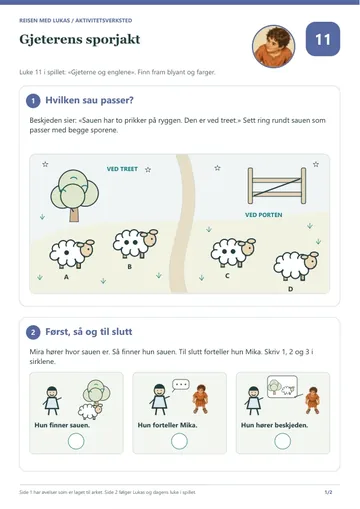 REISEN MED LUKAS / AKTIVITETSVERKSTED
Gjeterens sporjakt
11
Luke 11 i spillet: «Gjeterne og englene». Finn fram blyant og farger.
1 Hvilken sau passer?
Beskjeden sier: «Sauen har to prikker på ryggen. Den er ved treet.» Sett ring rundt sauen som
passer med begge sporene.
VED TREET
VED PORTEN
A
B
C
D
2 Først, så og til slutt
Mira hører hvor sauen er. Så finner hun sauen. Til slutt forteller hun Mika. Skriv 1, 2 og 3 i
sirklene.
Hun finner sauen.
Hun forteller Mika.
Hun hører beskjeden.
Side 1 har øvelser som er laget til arket. Side 2 følger Lukas og dagens luke i spillet.
1/2